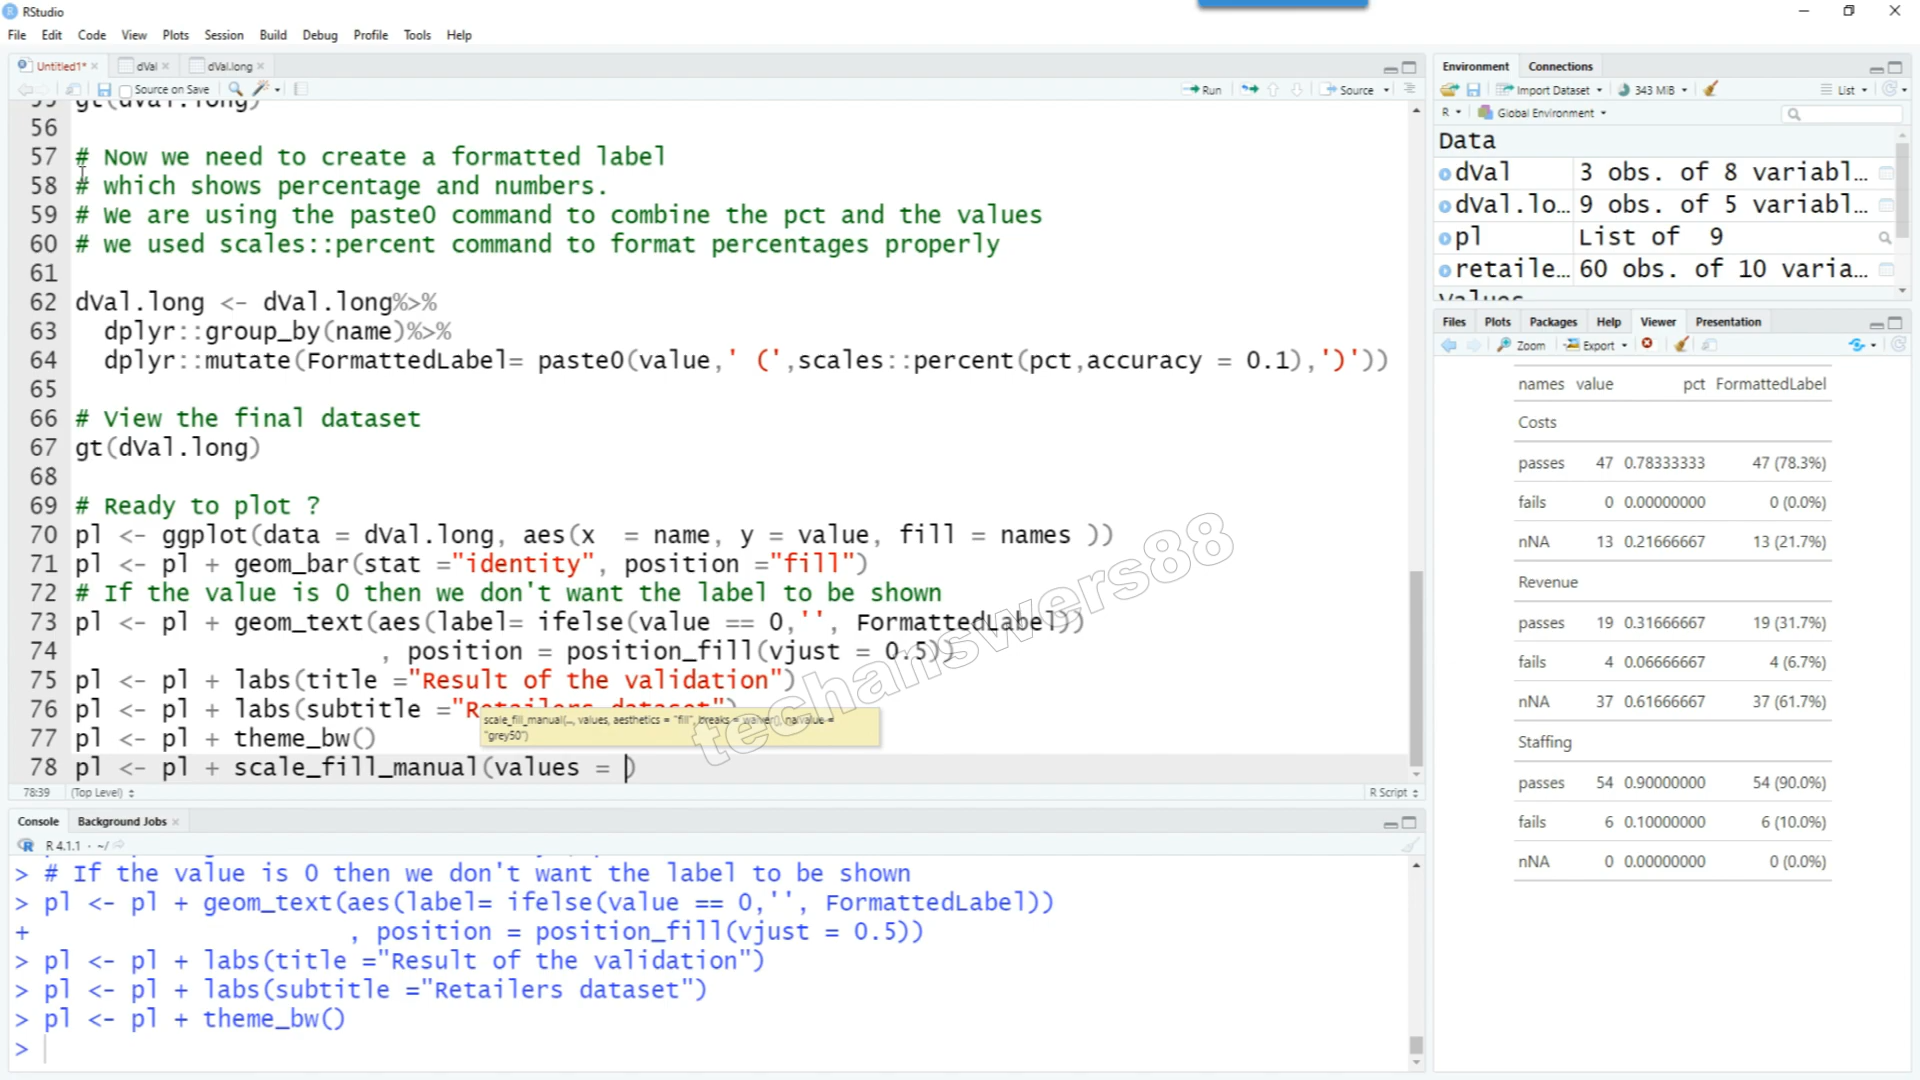 RStudio
File Edit Code View Plots Session Build Debug Profile Tools Help
Untitled1* dVal dVal.long
Source on Save Run Source
55 gt(dVal.long)
56
57 # Now we need to create a formatted label
58 # which shows percentage and numbers.
59 # We are using the paste0 command to combine the pct and the values
60 # we used scales::percent command to format percentages properly
61
62 dVal.long <- dVal.long%>%
63 dplyr::group_by(name)%>%
64 dplyr::mutate(FormattedLabel= paste0(value,' (',scales::percent(pct,accuracy = 0.1),')'))
65
66 # View the final dataset
67 gt(dVal.long)
68
69 # Ready to plot ?
70 pl <- ggplot(data = dVal.long, aes(x = name, y = value, fill = names ))
71 pl <- pl + geom_bar(stat ="identity", position ="fill")
72 # If the value is 0 then we don't want the label to be shown
73 pl <- pl + geom_text(aes(label= ifelse(value == 0,'', FormattedLabel))
74 , position = position_fill(vjust = 0.5))
75 pl <- pl + labs(title ="Result of the validation")
76 pl <- pl + labs(subtitle ="Retailers dataset")
scale_fill_manual(..., values, aesthetics = "fill", breaks = waiver(), na.value =
"grey50")
77 pl <- pl + theme_bw()
78 pl <- pl + scale_fill_manual(values = )
78:39 (Top Level) R Script
techanswers88
Console Background Jobs
R 4.1.1 · ~/
> # If the value is 0 then we don't want the label to be shown
> pl <- pl + geom_text(aes(label= ifelse(value == 0,'', FormattedLabel))
+ , position = position_fill(vjust = 0.5))
> pl <- pl + labs(title ="Result of the validation")
> pl <- pl + labs(subtitle ="Retailers dataset")
> pl <- pl + theme_bw()
>
Environment Connections
Import Dataset 343 MiB List
R Global Environment
Data
dVal 3 obs. of 8 variabl…
dVal.lo… 9 obs. of 5 variabl…
pl List of 9
retaile… 60 obs. of 10 varia…
Values
Files Plots Packages Help Viewer Presentation
Zoom Export
names value pct FormattedLabel
Costs
passes 47 0.78333333 47 (78.3%)
fails 0 0.00000000 0 (0.0%)
nNA 13 0.21666667 13 (21.7%)
Revenue
passes 19 0.31666667 19 (31.7%)
fails 4 0.06666667 4 (6.7%)
nNA 37 0.61666667 37 (61.7%)
Staffing
passes 54 0.90000000 54 (90.0%)
fails 6 0.10000000 6 (10.0%)
nNA 0 0.00000000 0 (0.0%)